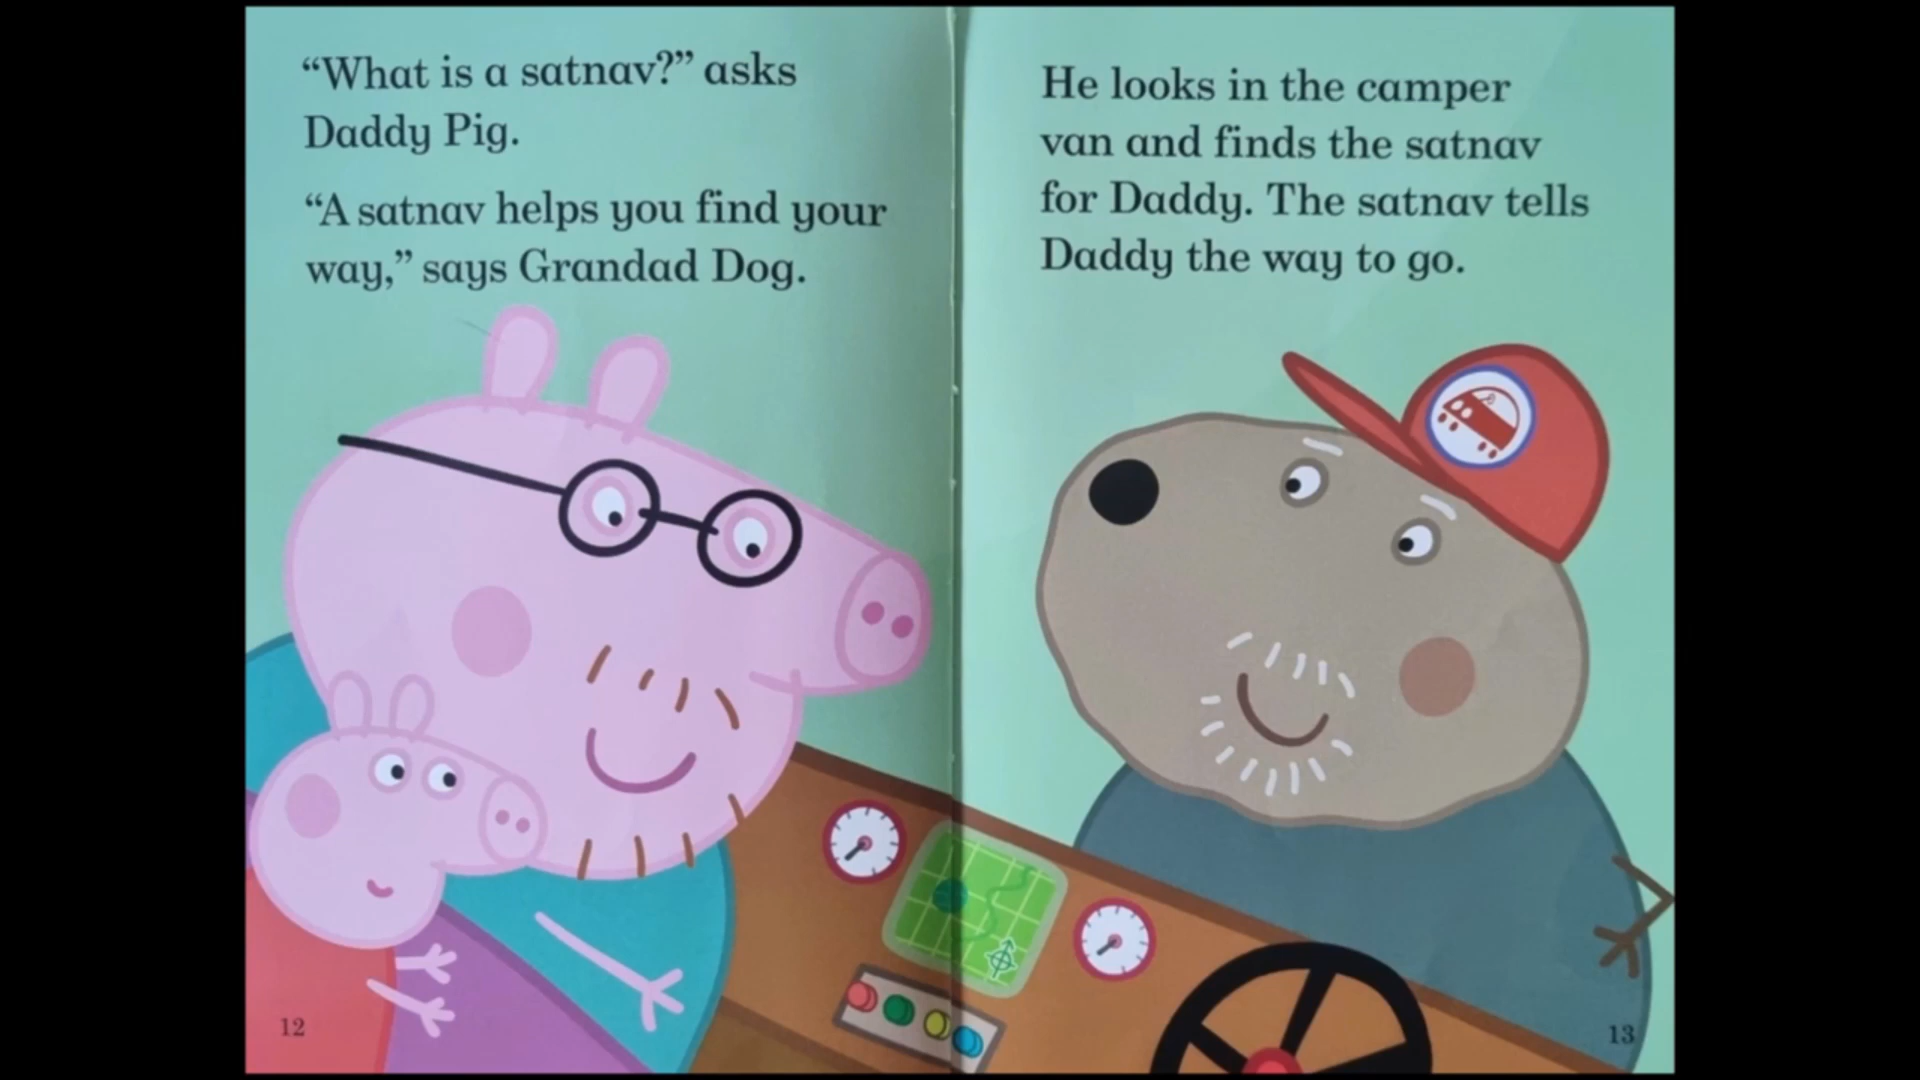 “What is a satnav?” asks
Daddy Pig.
“A satnav helps you find your
way,” says Grandad Dog.
12
He looks in the camper
van and finds the satnav
for Daddy. The satnav tells
Daddy the way to go.
13